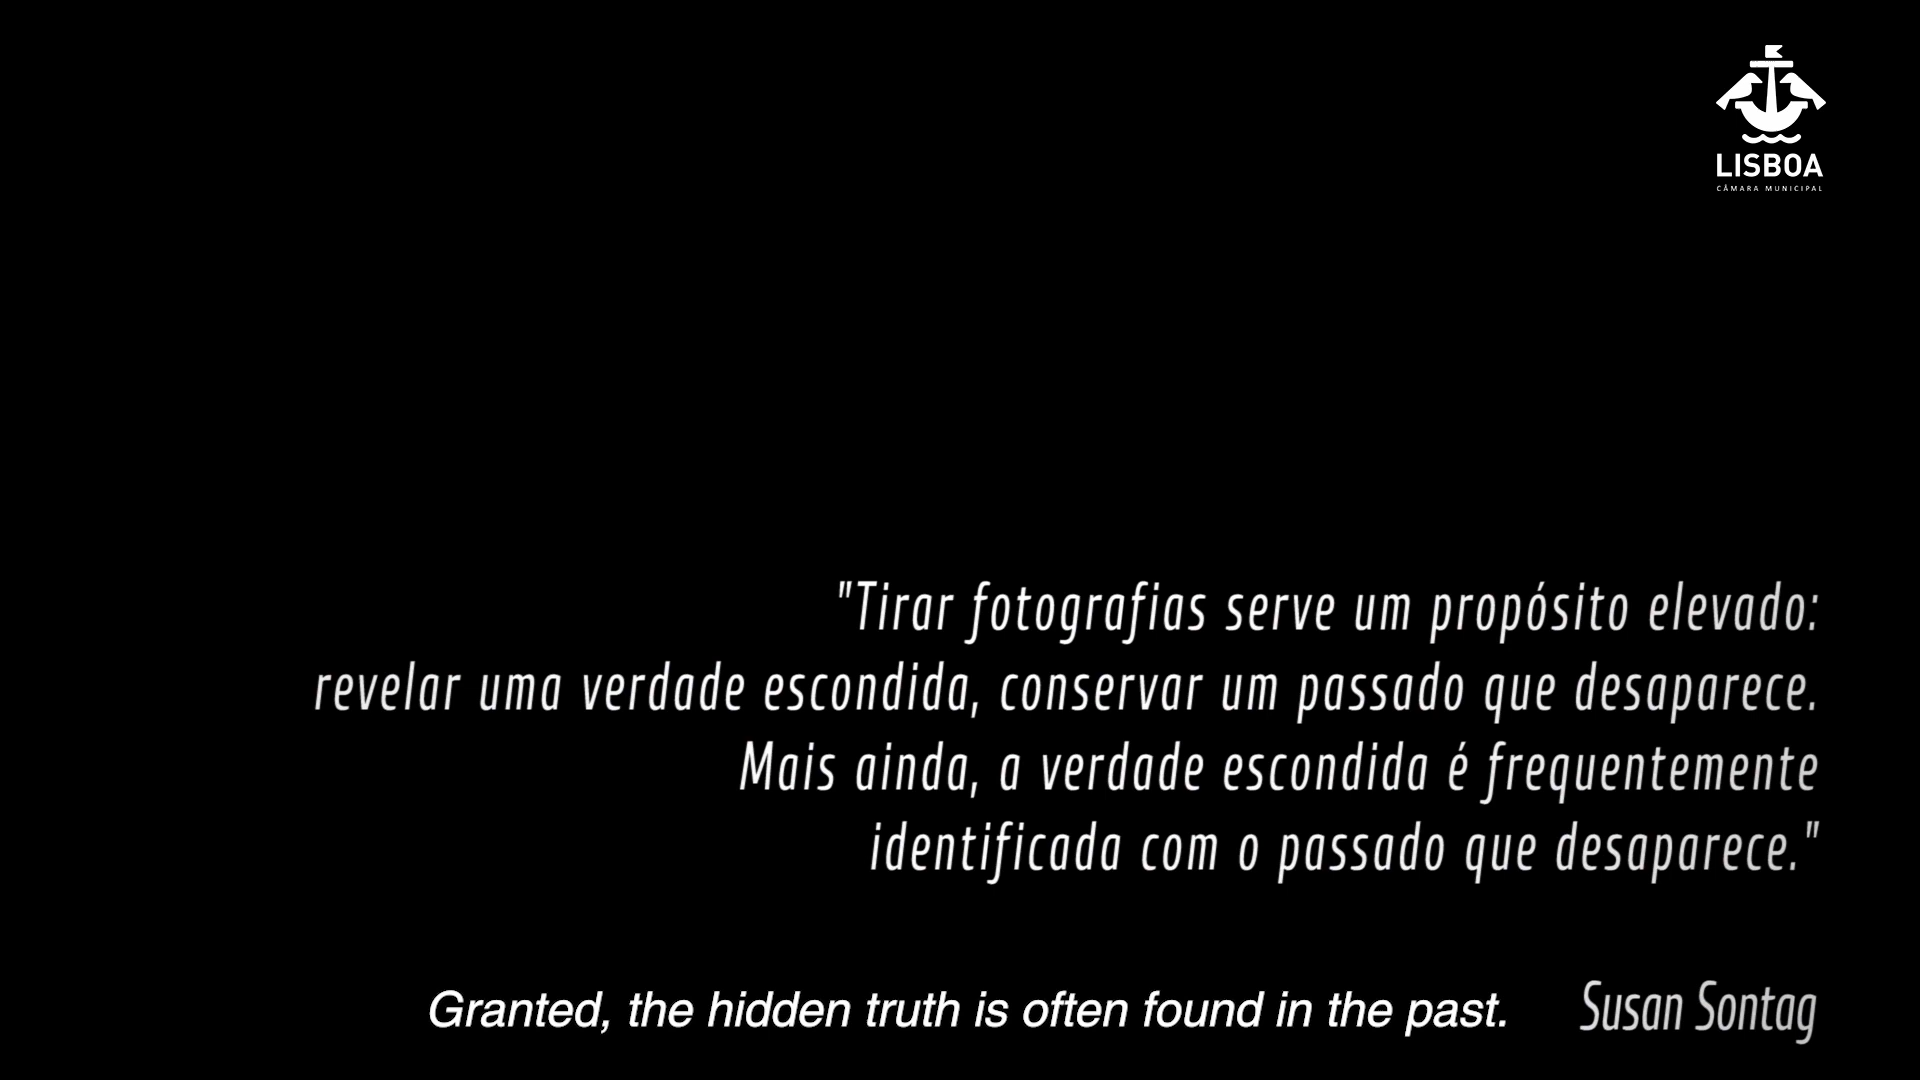 LISBOA
CÂMARA MUNICIPAL
"Tirar fotografias serve um propósito elevado:
revelar uma verdade escondida, conservar um passado que desaparece.
Mais ainda, a verdade escondida é frequentemente
identificada com o passado que desaparece."
Granted, the hidden truth is often found in the past.
Susan Sontag